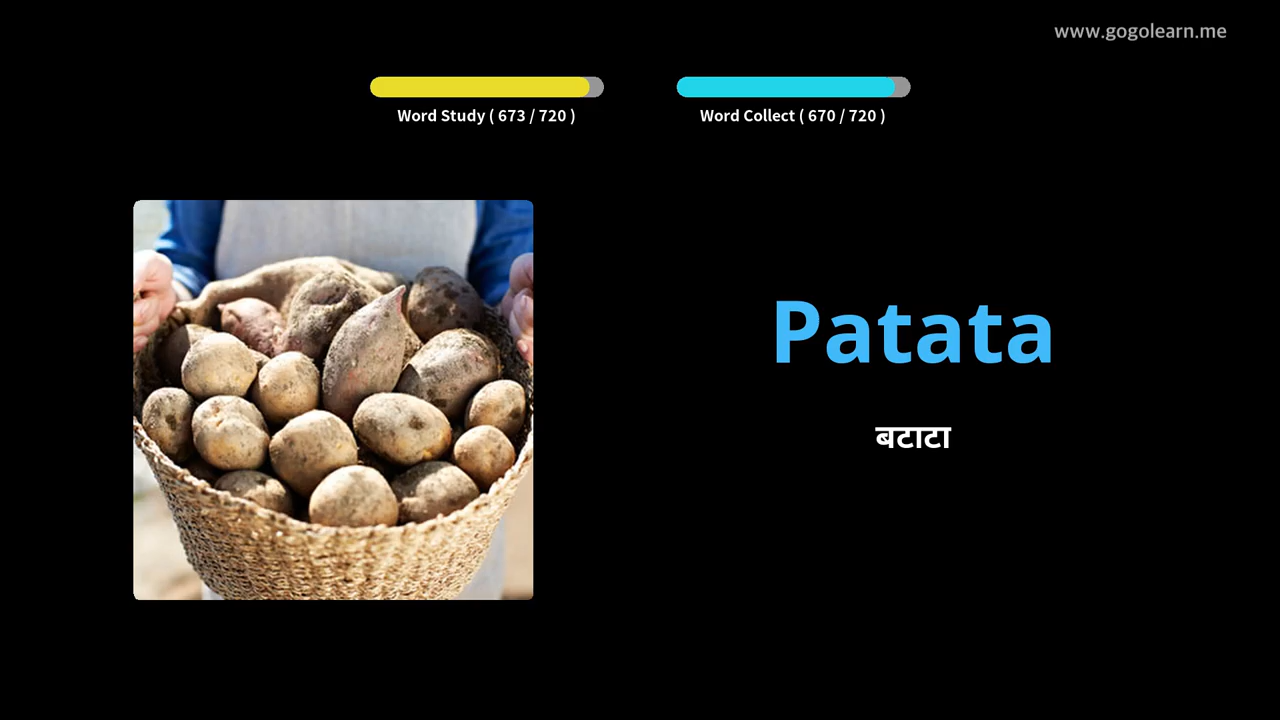 www.gogolearn.me
Word Study ( 673 / 720 )
Word Collect ( 670 / 720 )
Patata
बटाटा